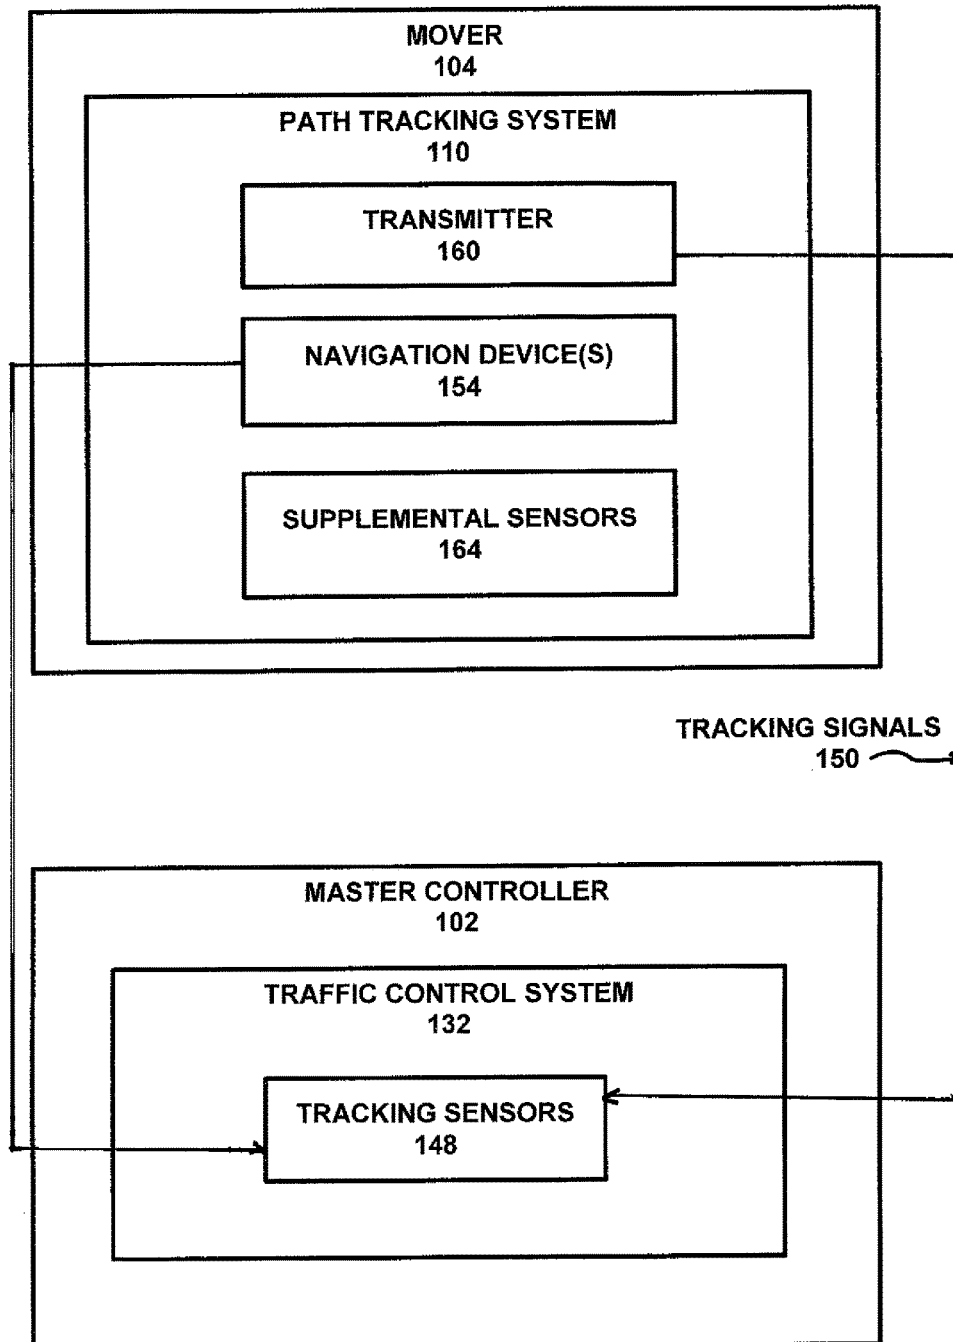 MOVER
104
PATH TRACKING SYSTEM
110
TRANSMITTER
160
NAVIGATION DEVICE(S)
154
SUPPLEMENTAL SENSORS
164
TRACKING SIGNALS
150
MASTER CONTROLLER
102
TRAFFIC CONTROL SYSTEM
132
TRACKING SENSORS
148